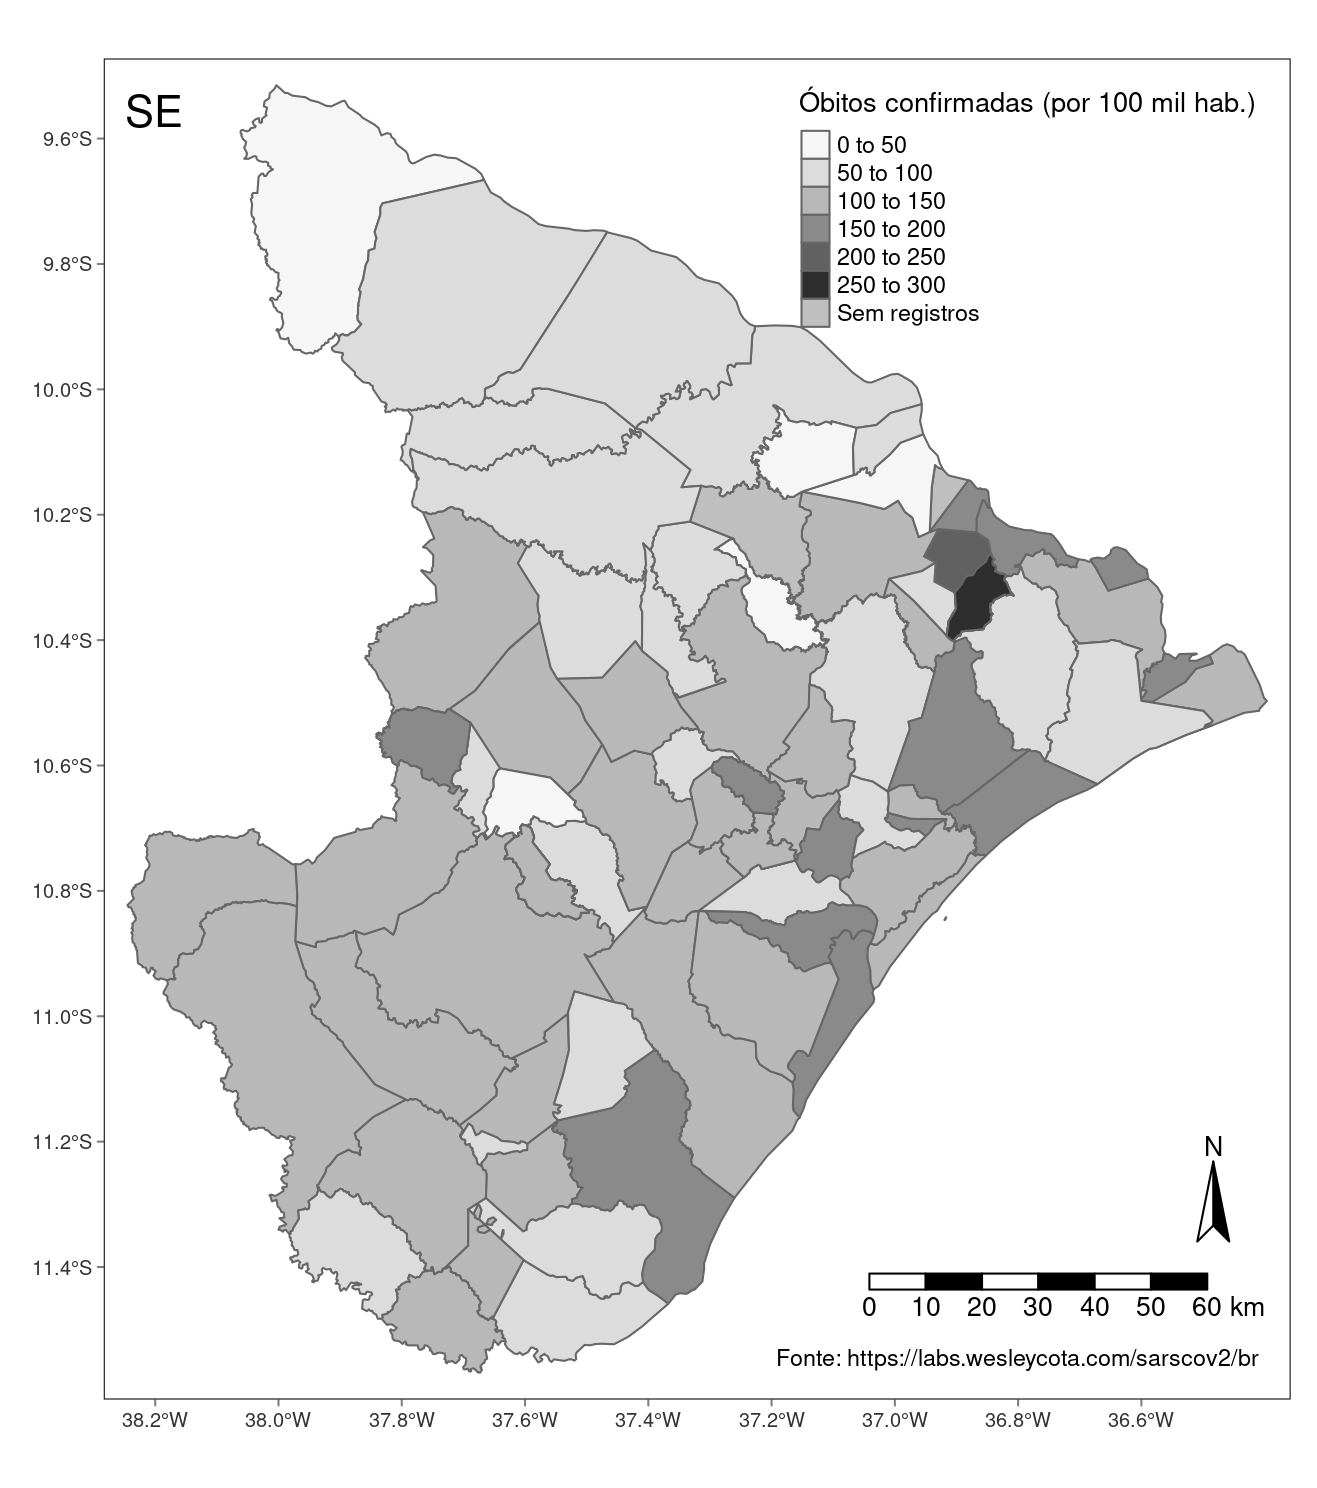 SE
Óbitos confirmadas (por 100 mil hab.)
0 to 50
50 to 100
100 to 150
150 to 200
200 to 250
250 to 300
Sem registros
9.6°S
9.8°S
10.0°S
10.2°S
10.4°S
10.6°S
10.8°S
11.0°S
11.2°S
11.4°S
N
0 10 20 30 40 50 60 km
Fonte: https://labs.wesleycota.com/sarscov2/br
38.2°W 38.0°W 37.8°W 37.6°W 37.4°W 37.2°W 37.0°W 36.8°W 36.6°W